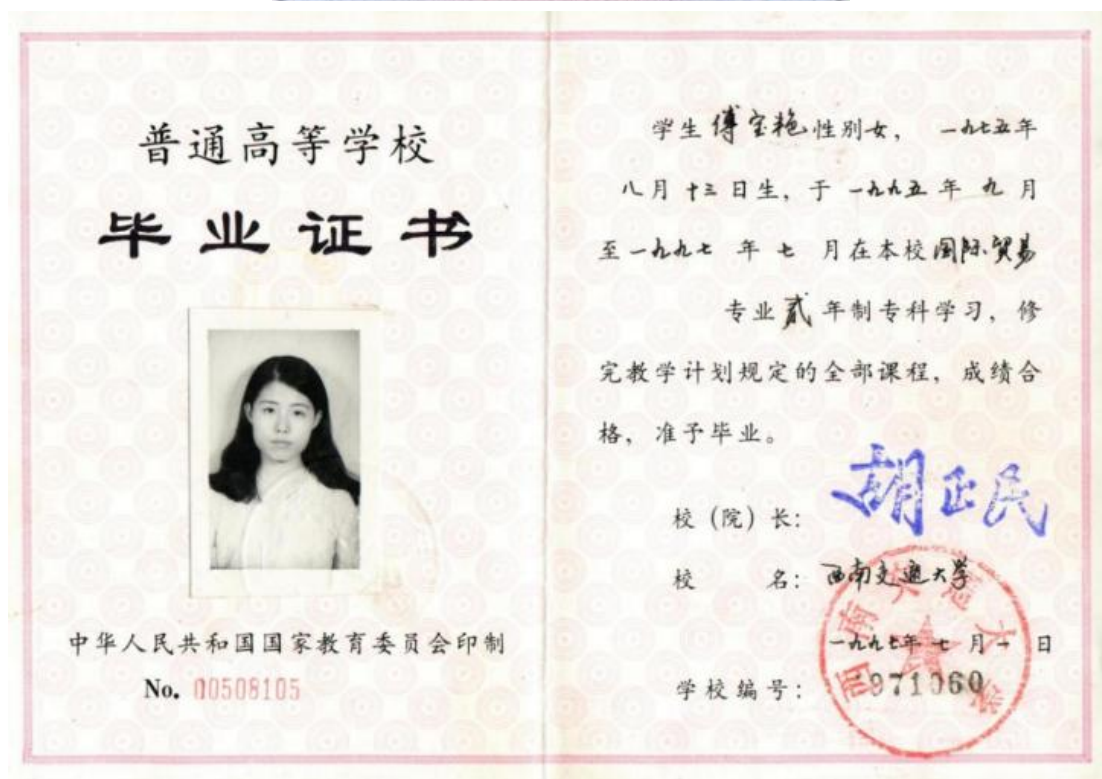 普通高等学校
毕业证书
中华人民共和国国家教育委员会印制
No. 00508105
学生傅宝艳性别女，一九七五年
八月十三日生，于一九九五年九月
至一九九七年七月在本校国际贸易
专业贰年制专科学习，修
完教学计划规定的全部课程，成绩合
格，准予毕业。
校（院）长：胡正民
校 名：西南交通大学
一九九七年七月一日
学校编号：971060
西南交通大学